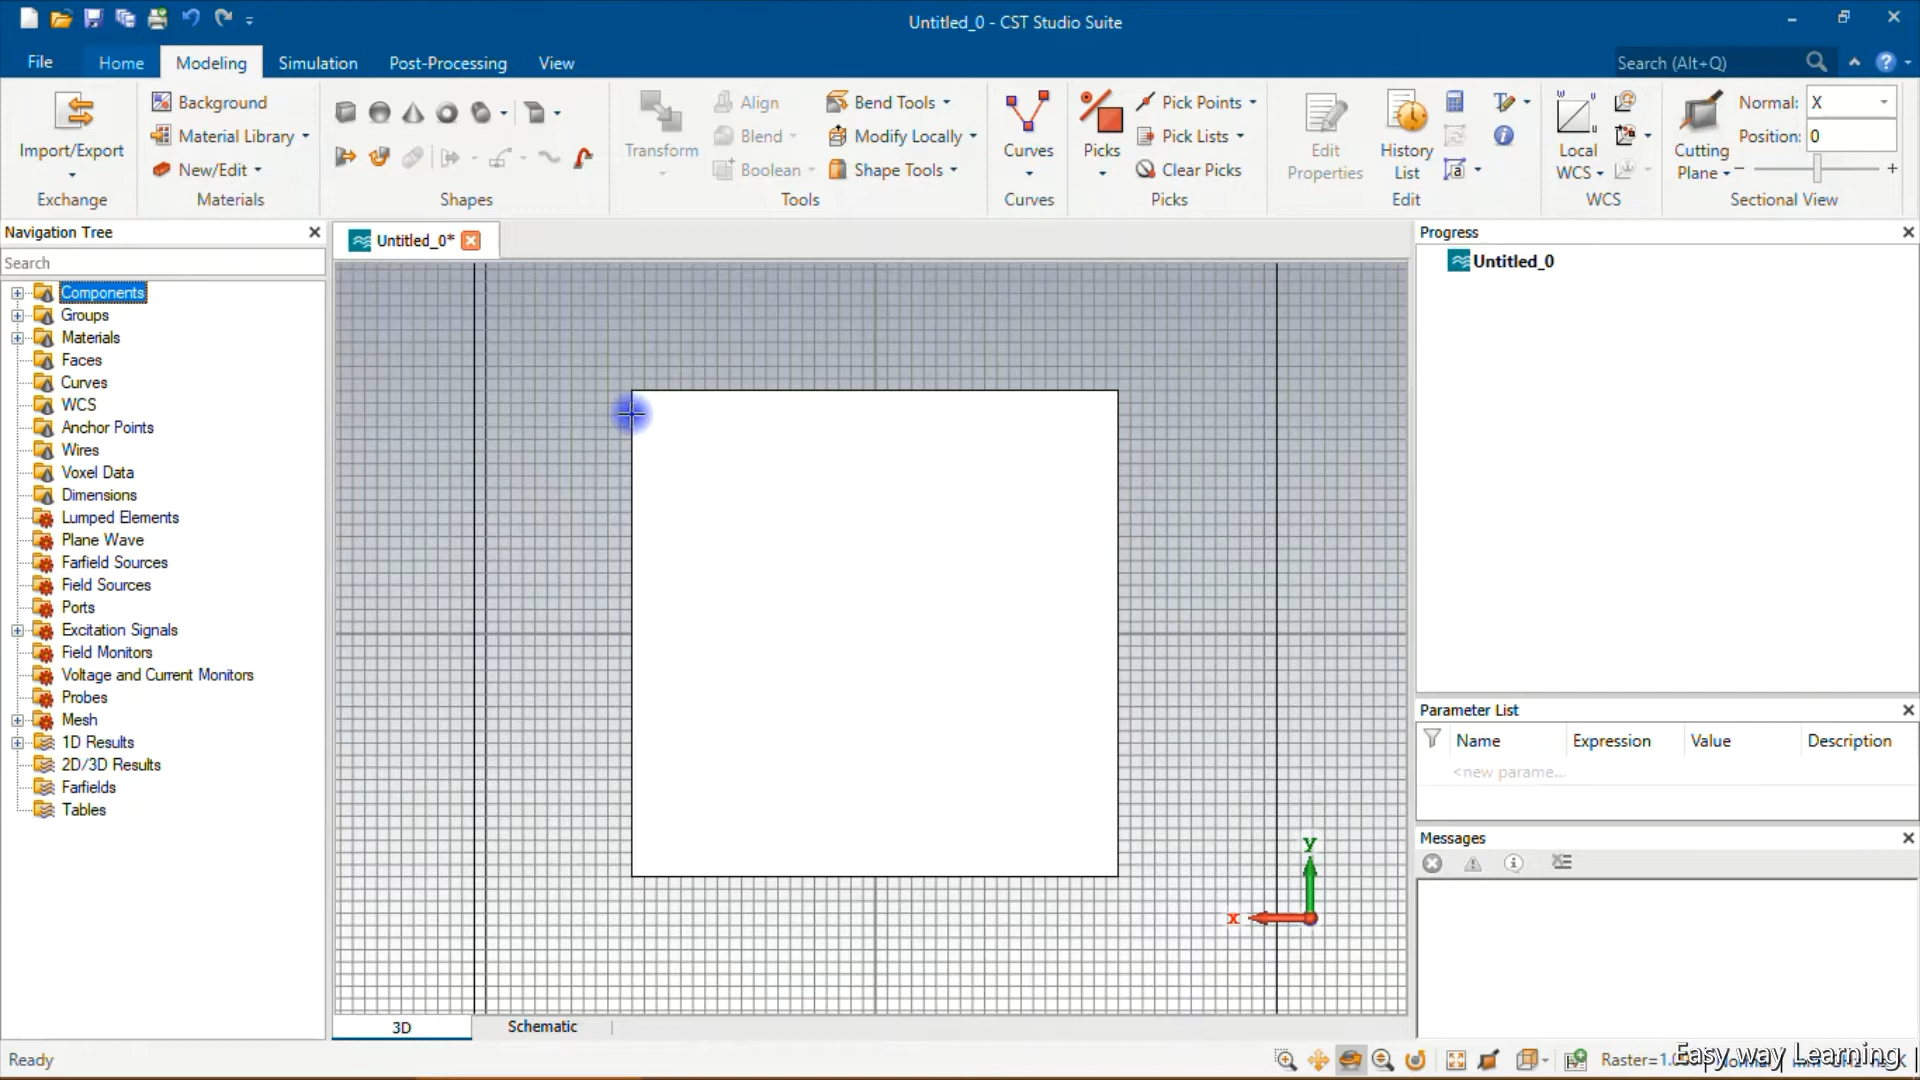 Untitled_0 - CST Studio Suite
File Home Modeling Simulation Post-Processing View Search (Alt+Q)
Import/Export
Exchange
Background
Material Library
New/Edit
Materials
Shapes
Transform
Align
Blend
Boolean
Bend Tools
Modify Locally
Shape Tools
Tools
Curves
Curves
Picks
Pick Points
Pick Lists
Clear Picks
Picks
Edit
Properties
History
List
Edit
Local
WCS
WCS
Cutting
Plane
Normal: X
Position: 0
Sectional View
Navigation Tree
Search
Components
Groups
Materials
Faces
Curves
WCS
Anchor Points
Wires
Voxel Data
Dimensions
Lumped Elements
Plane Wave
Farfield Sources
Field Sources
Ports
Excitation Signals
Field Monitors
Voltage and Current Monitors
Probes
Mesh
1D Results
2D/3D Results
Farfields
Tables
Untitled_0*
y
x
3D Schematic
Progress
Untitled_0
Parameter List
Name Expression Value Description
<new parame...
Messages
Ready
Raster=1.
Easy way Learning